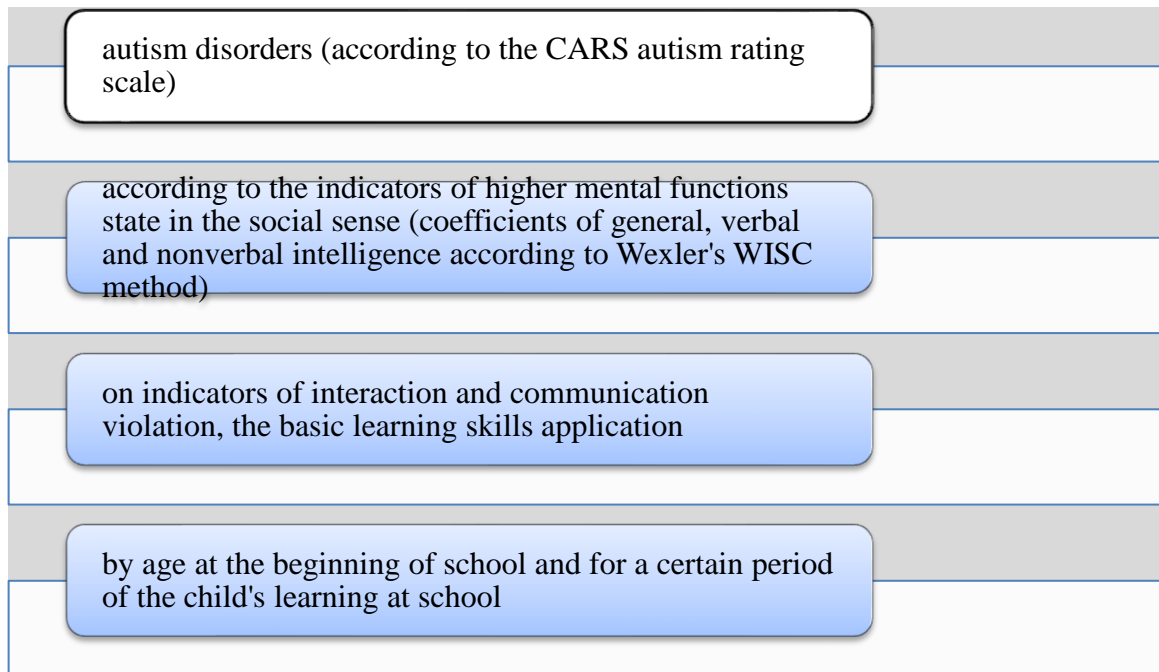 autism disorders (according to the CARS autism rating
scale)
according to the indicators of higher mental functions
state in the social sense (coefficients of general, verbal
and nonverbal intelligence according to Wexler's WISC
method)
on indicators of interaction and communication
violation, the basic learning skills application
by age at the beginning of school and for a certain period
of the child's learning at school